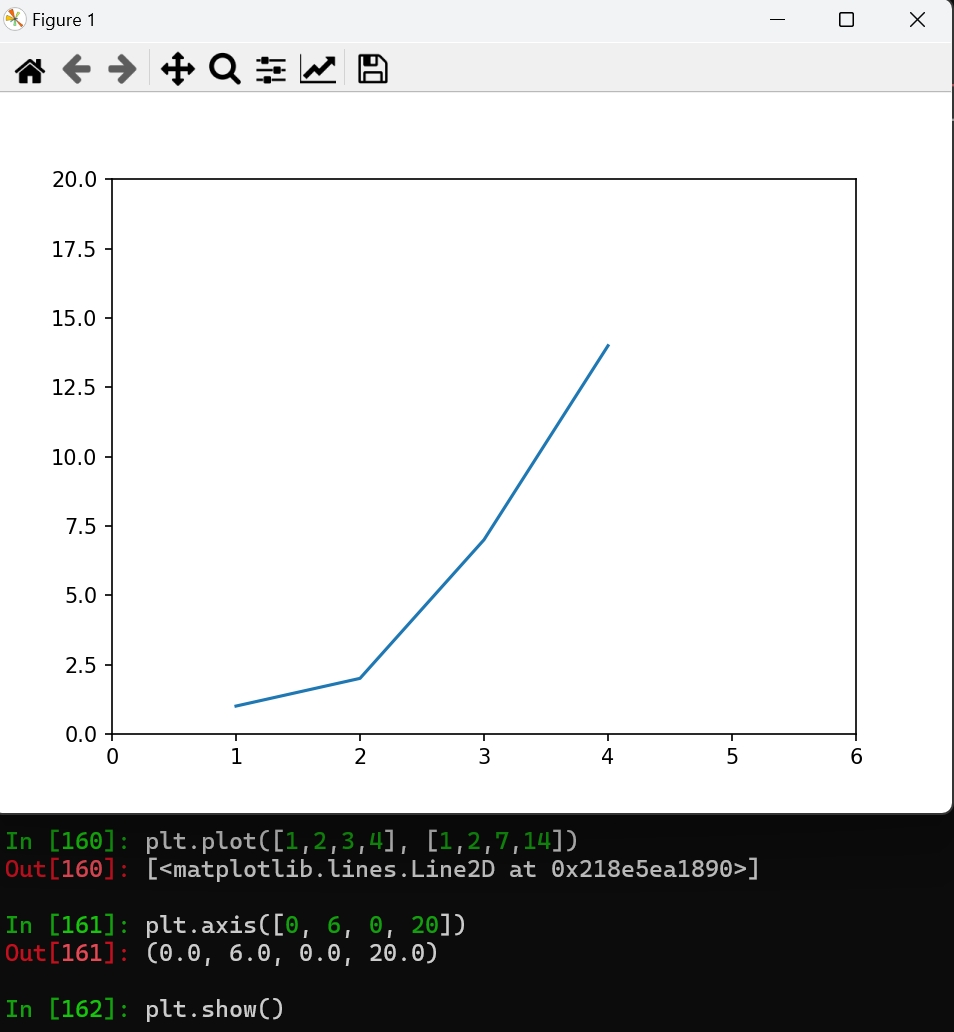 Figure 1
20.0
17.5
15.0
12.5
10.0
7.5
5.0
2.5
0.0
0 1 2 3 4 5 6
In [160]: plt.plot([1,2,3,4], [1,2,7,14])
Out[160]: [<matplotlib.lines.Line2D at 0x218e5ea1890>]
In [161]: plt.axis([0, 6, 0, 20])
Out[161]: (0.0, 6.0, 0.0, 20.0)
In [162]: plt.show()